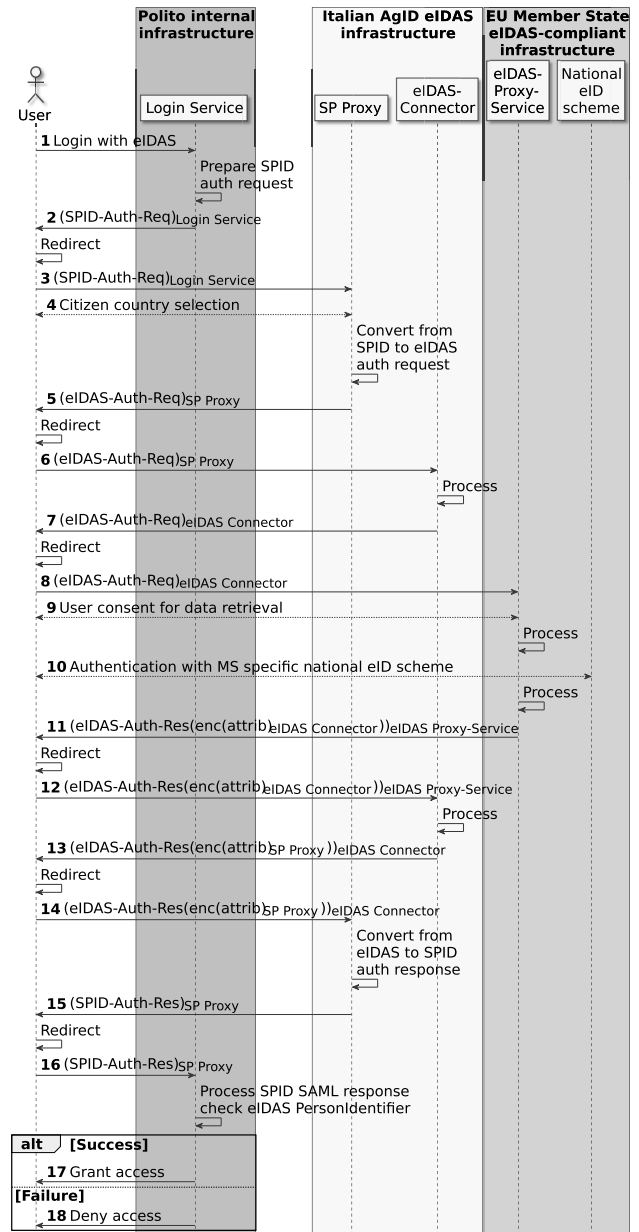 Polito internal
infrastructure
Italian AgID eIDAS
infrastructure
EU Member State
eIDAS-compliant
infrastructure
User
Login Service
SP Proxy
eIDAS-
Connector
eIDAS-
Proxy-
Service
National
eID
scheme
1 Login with eIDAS
Prepare SPID
auth request
2 (SPID-Auth-Req)Login Service
Redirect
3 (SPID-Auth-Req)Login Service
4 Citizen country selection
Convert from
SPID to eIDAS
auth request
5 (eIDAS-Auth-Req)SP Proxy
Redirect
6 (eIDAS-Auth-Req)SP Proxy
Process
7 (eIDAS-Auth-Req)eIDAS Connector
Redirect
8 (eIDAS-Auth-Req)eIDAS Connector
9 User consent for data retrieval
Process
10 Authentication with MS specific national eID scheme
Process
11 (eIDAS-Auth-Res(enc(attrib)eIDAS Connector))eIDAS Proxy-Service
Redirect
12 (eIDAS-Auth-Res(enc(attrib)eIDAS Connector))eIDAS Proxy-Service
Process
13 (eIDAS-Auth-Res(enc(attrib)SP Proxy))eIDAS Connector
Redirect
14 (eIDAS-Auth-Res(enc(attrib)SP Proxy))eIDAS Connector
Convert from
eIDAS to SPID
auth response
15 (SPID-Auth-Res)SP Proxy
Redirect
16 (SPID-Auth-Res)SP Proxy
Process SPID SAML response
check eIDAS PersonIdentifier
alt [Success]
17 Grant access
[Failure]
18 Deny access